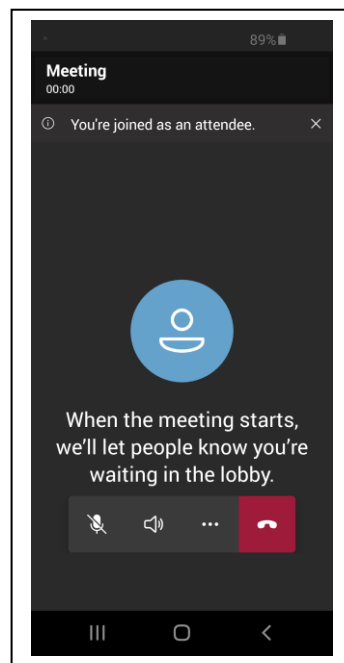 89%
Meeting
00:00
You're joined as an attendee.
When the meeting starts,
we'll let people know you're
waiting in the lobby.